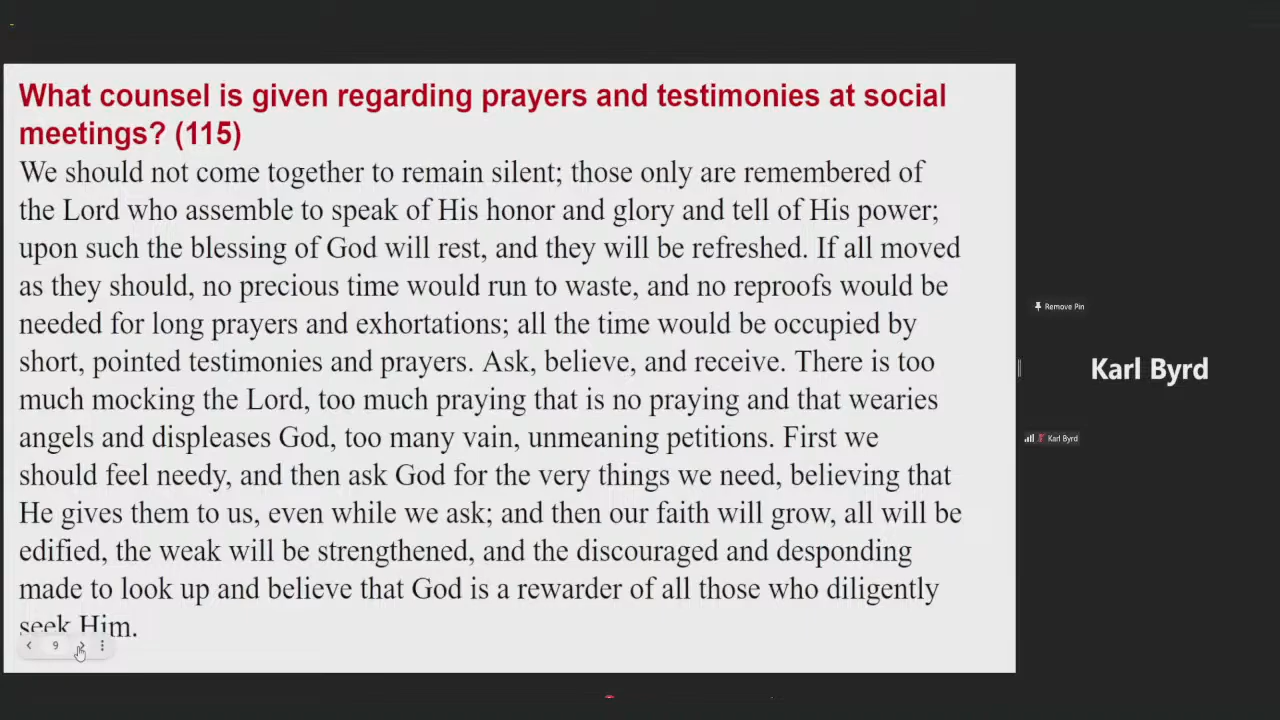 What counsel is given regarding prayers and testimonies at social
meetings? (115)
We should not come together to remain silent; those only are remembered of
the Lord who assemble to speak of His honor and glory and tell of His power;
upon such the blessing of God will rest, and they will be refreshed. If all moved
as they should, no precious time would run to waste, and no reproofs would be
needed for long prayers and exhortations; all the time would be occupied by
short, pointed testimonies and prayers. Ask, believe, and receive. There is too
much mocking the Lord, too much praying that is no praying and that wearies
angels and displeases God, too many vain, unmeaning petitions. First we
should feel needy, and then ask God for the very things we need, believing that
He gives them to us, even while we ask; and then our faith will grow, all will be
edified, the weak will be strengthened, and the discouraged and desponding
made to look up and believe that God is a rewarder of all those who diligently
seek Him.
9
Remove Pin
Karl Byrd
Karl Byrd